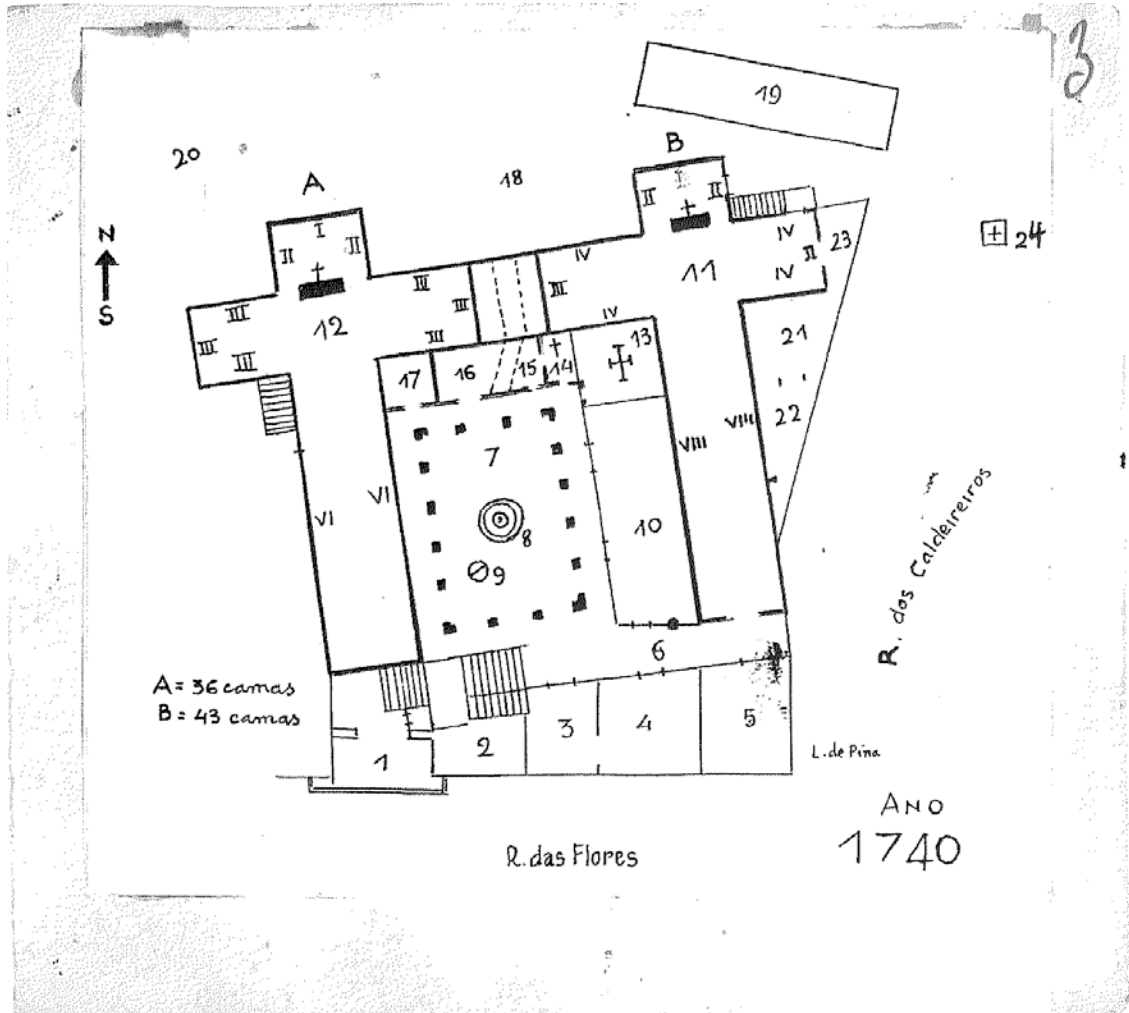 3
19
20
A
18
B
I
II
II
I
II
II
N
S
IV
IV
II
23
24
III
III
III
III
III
III
12
III
IV
11
IV
13
14
15
16
17
21
22
7
VI
VI
VIII
VIII
8
9
10
R. dos Caldeireiros
6
A = 36 camas
B = 43 camas
1
2
3
4
5
L. de Pina
R. das Flores
ANO
1740